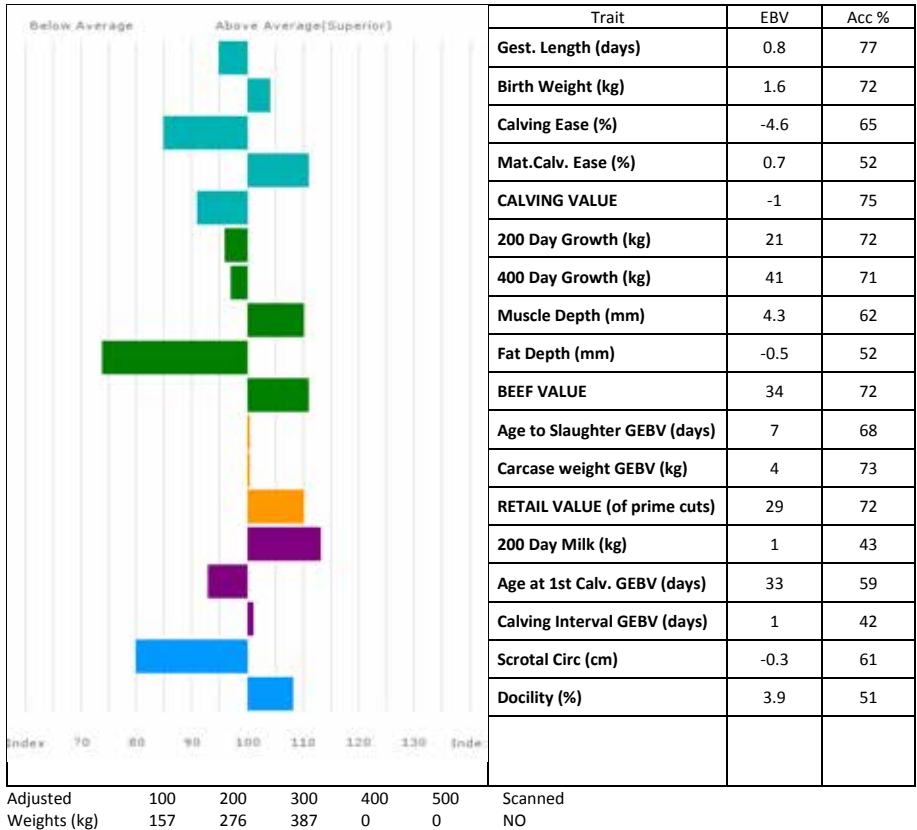 Below Average Above Average(Superior)
Trait EBV Acc %
Gest. Length (days) 0.8 77
Birth Weight (kg) 1.6 72
Calving Ease (%) -4.6 65
Mat.Calv. Ease (%) 0.7 52
CALVING VALUE -1 75
200 Day Growth (kg) 21 72
400 Day Growth (kg) 41 71
Muscle Depth (mm) 4.3 62
Fat Depth (mm) -0.5 52
BEEF VALUE 34 72
Age to Slaughter GEBV (days) 7 68
Carcase weight GEBV (kg) 4 73
RETAIL VALUE (of prime cuts) 29 72
200 Day Milk (kg) 1 43
Age at 1st Calv. GEBV (days) 33 59
Calving Interval GEBV (days) 1 42
Scrotal Circ (cm) -0.3 61
Docility (%) 3.9 51
Index 70 80 90 100 110 120 130 Inde
Adjusted 100 200 300 400 500 Scanned
Weights (kg) 157 276 387 0 0 NO